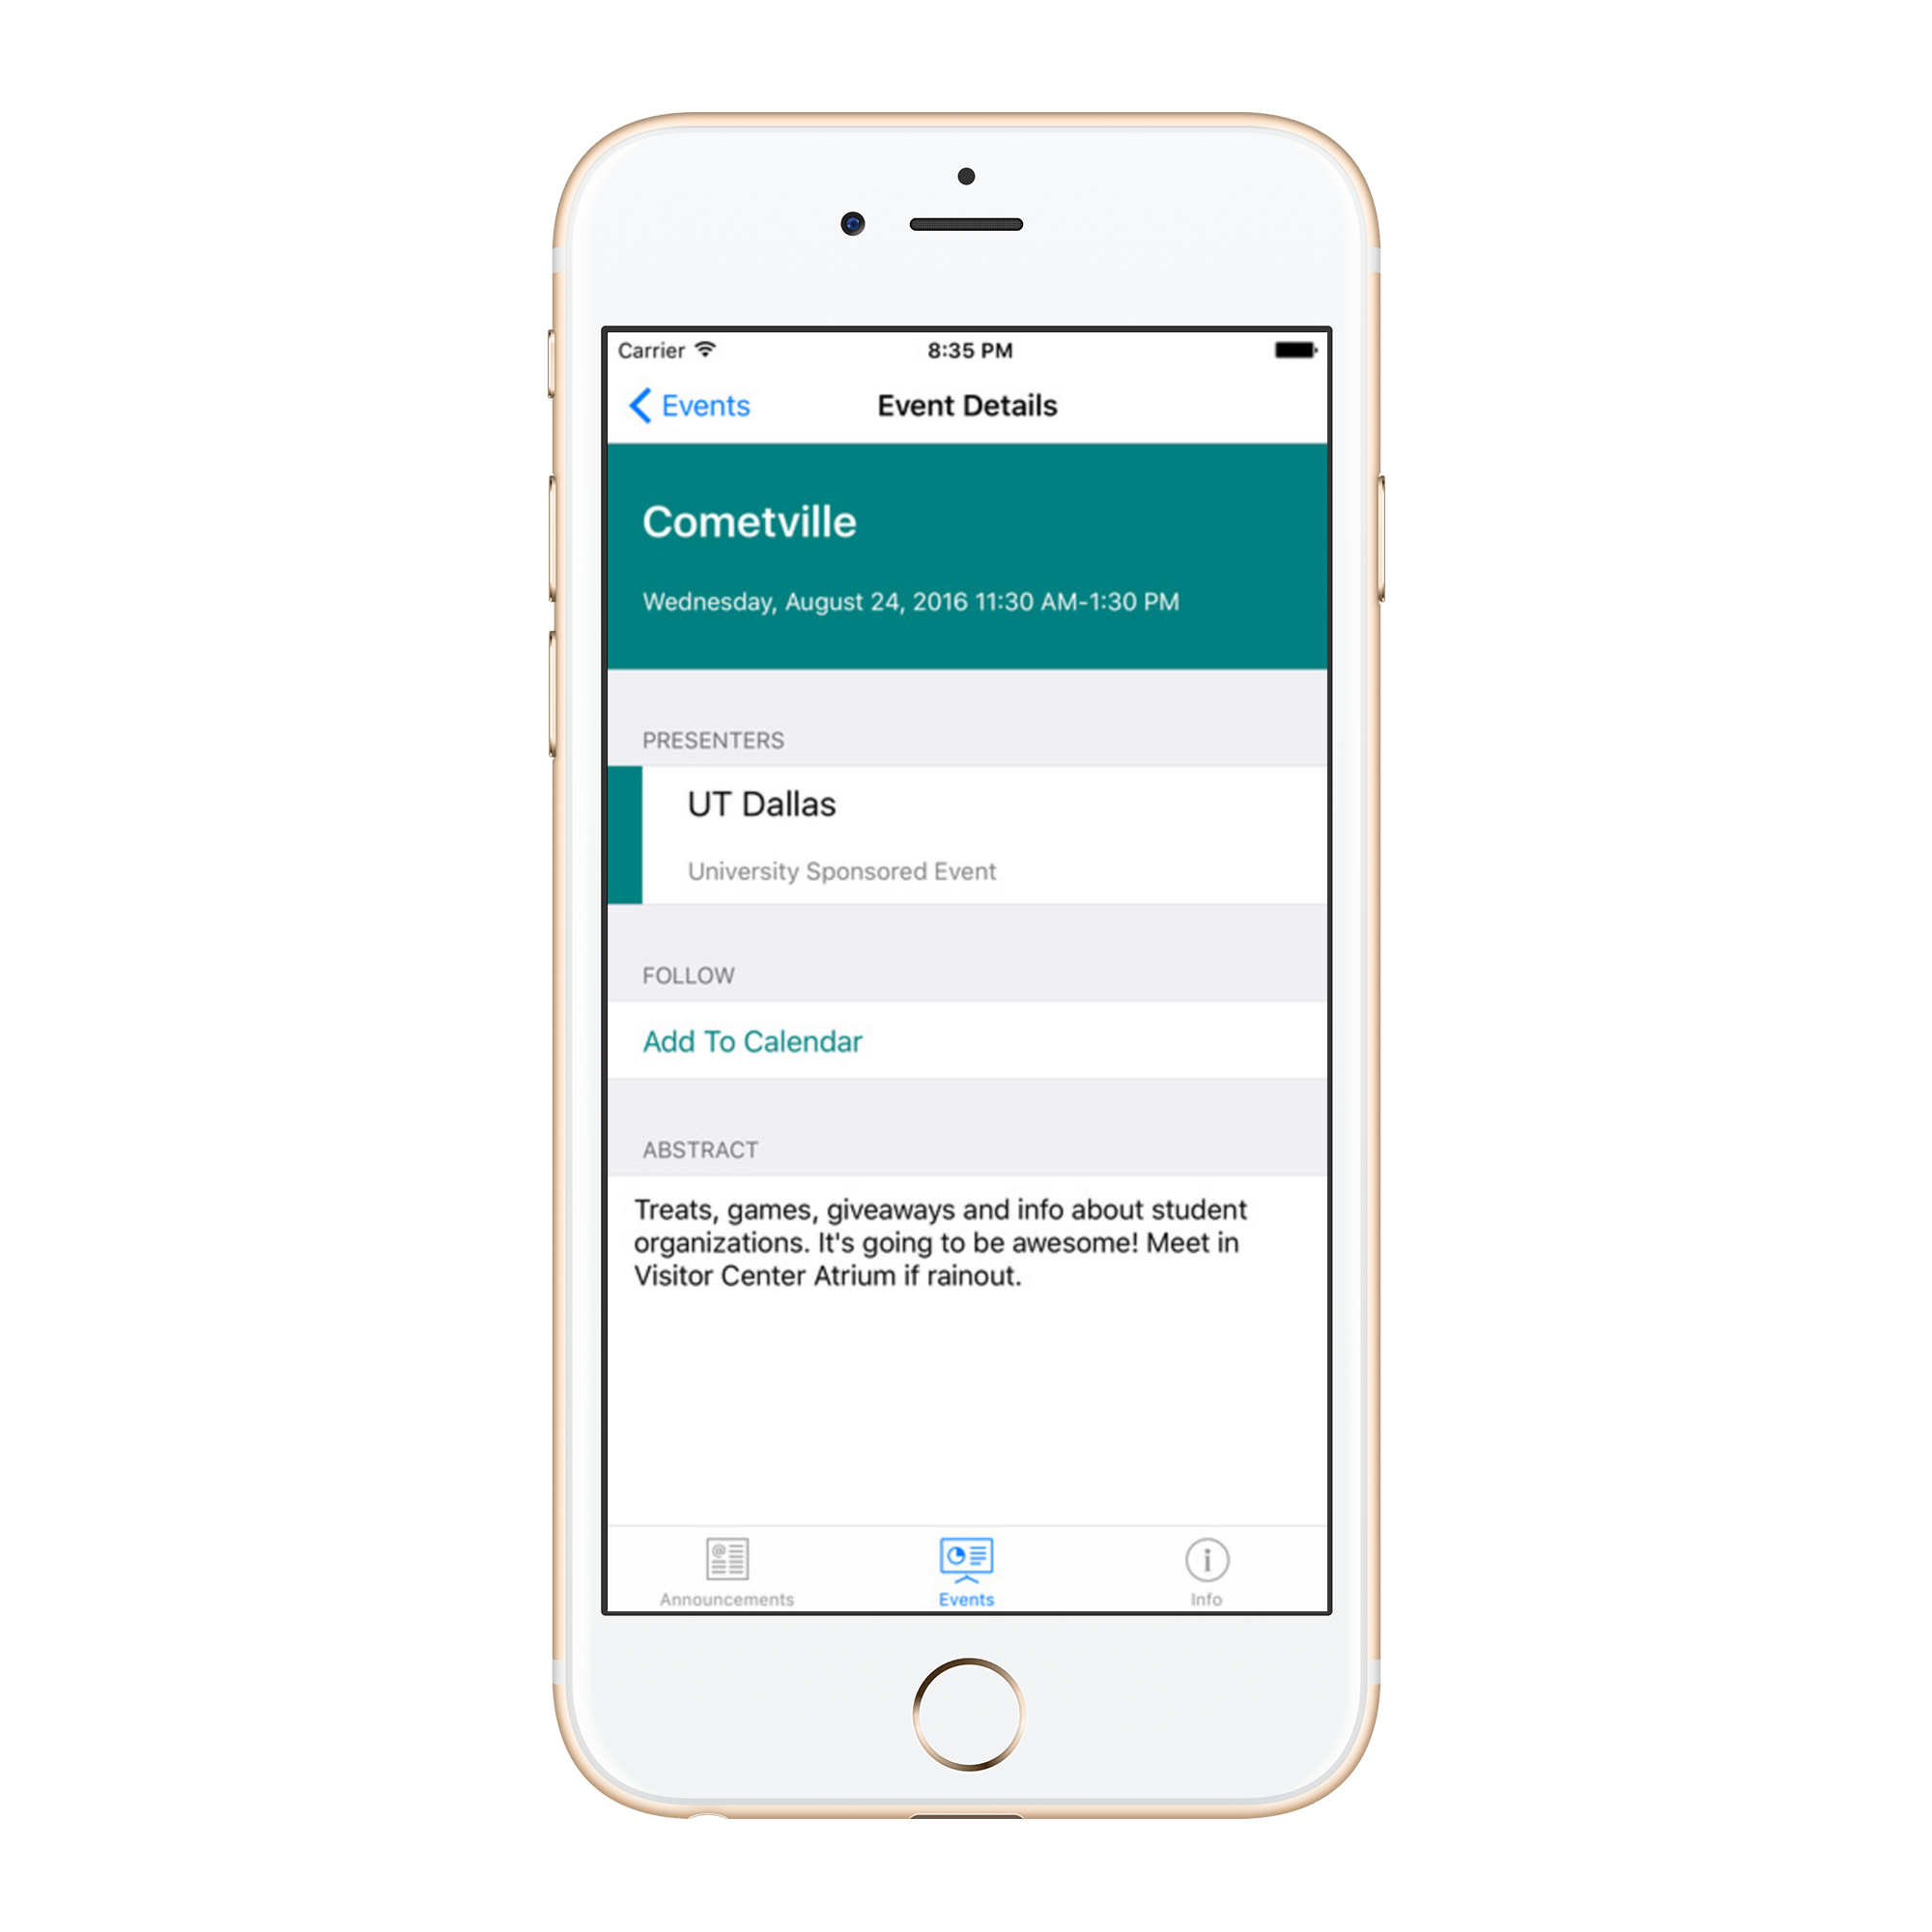 Carrier 8:35 PM
Events Event Details
Cometville
Wednesday, August 24, 2016 11:30 AM-1:30 PM
PRESENTERS
UT Dallas
University Sponsored Event
FOLLOW
Add To Calendar
ABSTRACT
Treats, games, giveaways and info about student
organizations. It's going to be awesome! Meet in
Visitor Center Atrium if rainout.
Announcements Events Info